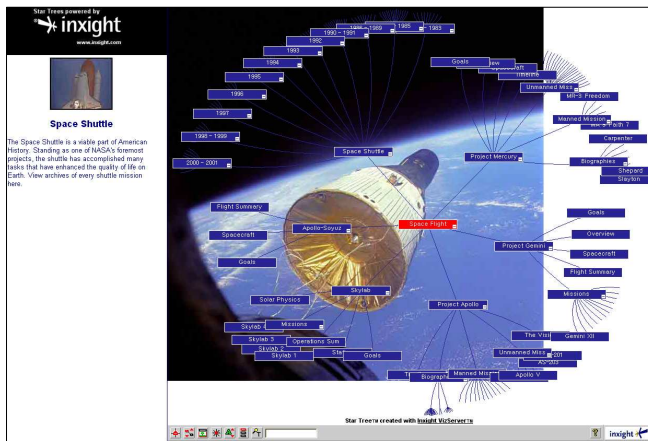 Star Trees powered by
inxight
www.inxight.com
Space Shuttle
The Space Shuttle is a viable part of American
History. Standing as one of NASA's foremost
projects, the shuttle has accomplished many
tasks that have enhanced the quality of life on
Earth. View archives of every shuttle mission
here.
1990 - 1991
1992
1993
1994
1995
1996
1997
1998 - 1999
2000 - 2001
Space Shuttle
Goals
Timeline
Unmanned Miss
MR-3 Freedom
Manned Mission
Carpenter
Biographies
Shepard
Slayton
Project Mercury
Flight Summary
Spacecraft
Apollo-Soyuz
Goals
Space Flight
Goals
Overview
Project Gemini
Spacecraft
Flight Summary
Missions
Gemini XII
Skylab
Solar Physics
Missions
Skylab 4
Skylab 3
Skylab 2
Skylab 1
Operations Sum
Goals
Project Apollo
The Visi
Unmanned Miss
Manned Miss
Apollo V
Star Tree™ created with Inxight VizServer™
inxight